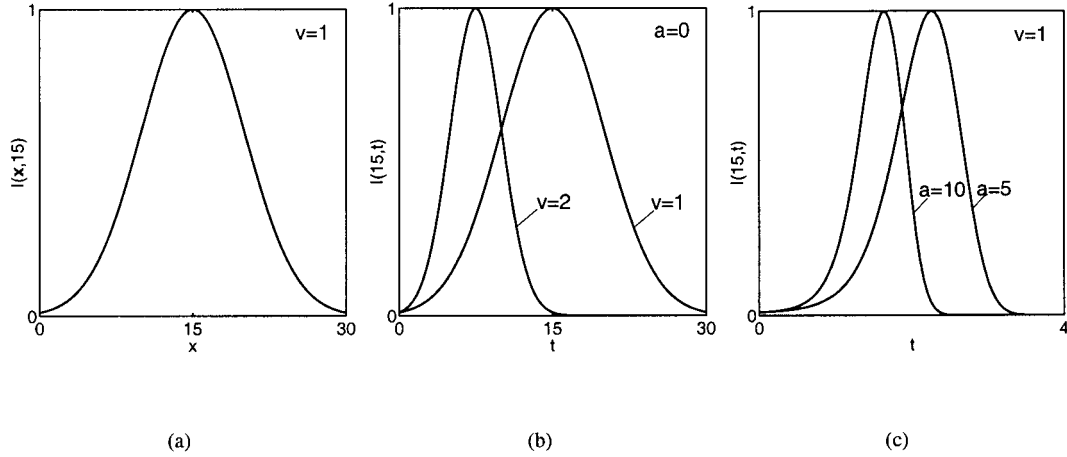 1
v=1
I(x,15)
0
0
15
30
x
1
a=0
I(15,t)
v=2
v=1
0
0
15
30
t
1
v=1
I(15,t)
a=10
a=5
0
0
4
t
(a)
(b)
(c)